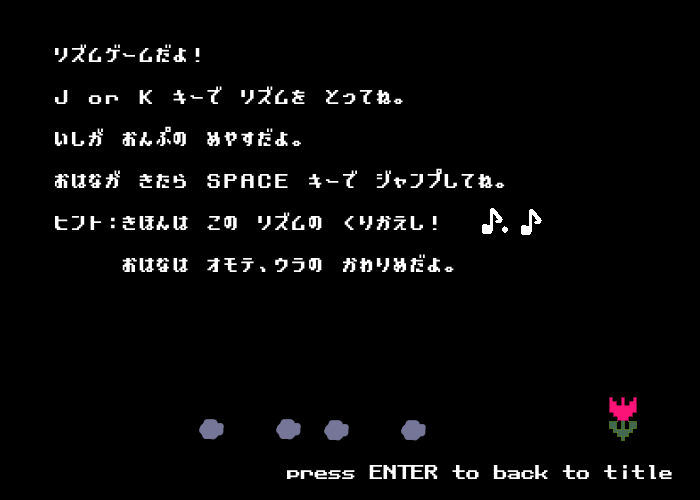 リズムゲームだよ！
J or K キーで リズムを とってね。
いしが おんぷの めやすだよ。
おはなが きたら SPACE キーで ジャンプしてね。
ヒント：きほんは この リズムの くりかえし！ ♪. ♪
おはなは オモテ、ウラの かわりめだよ。
press ENTER to back to title